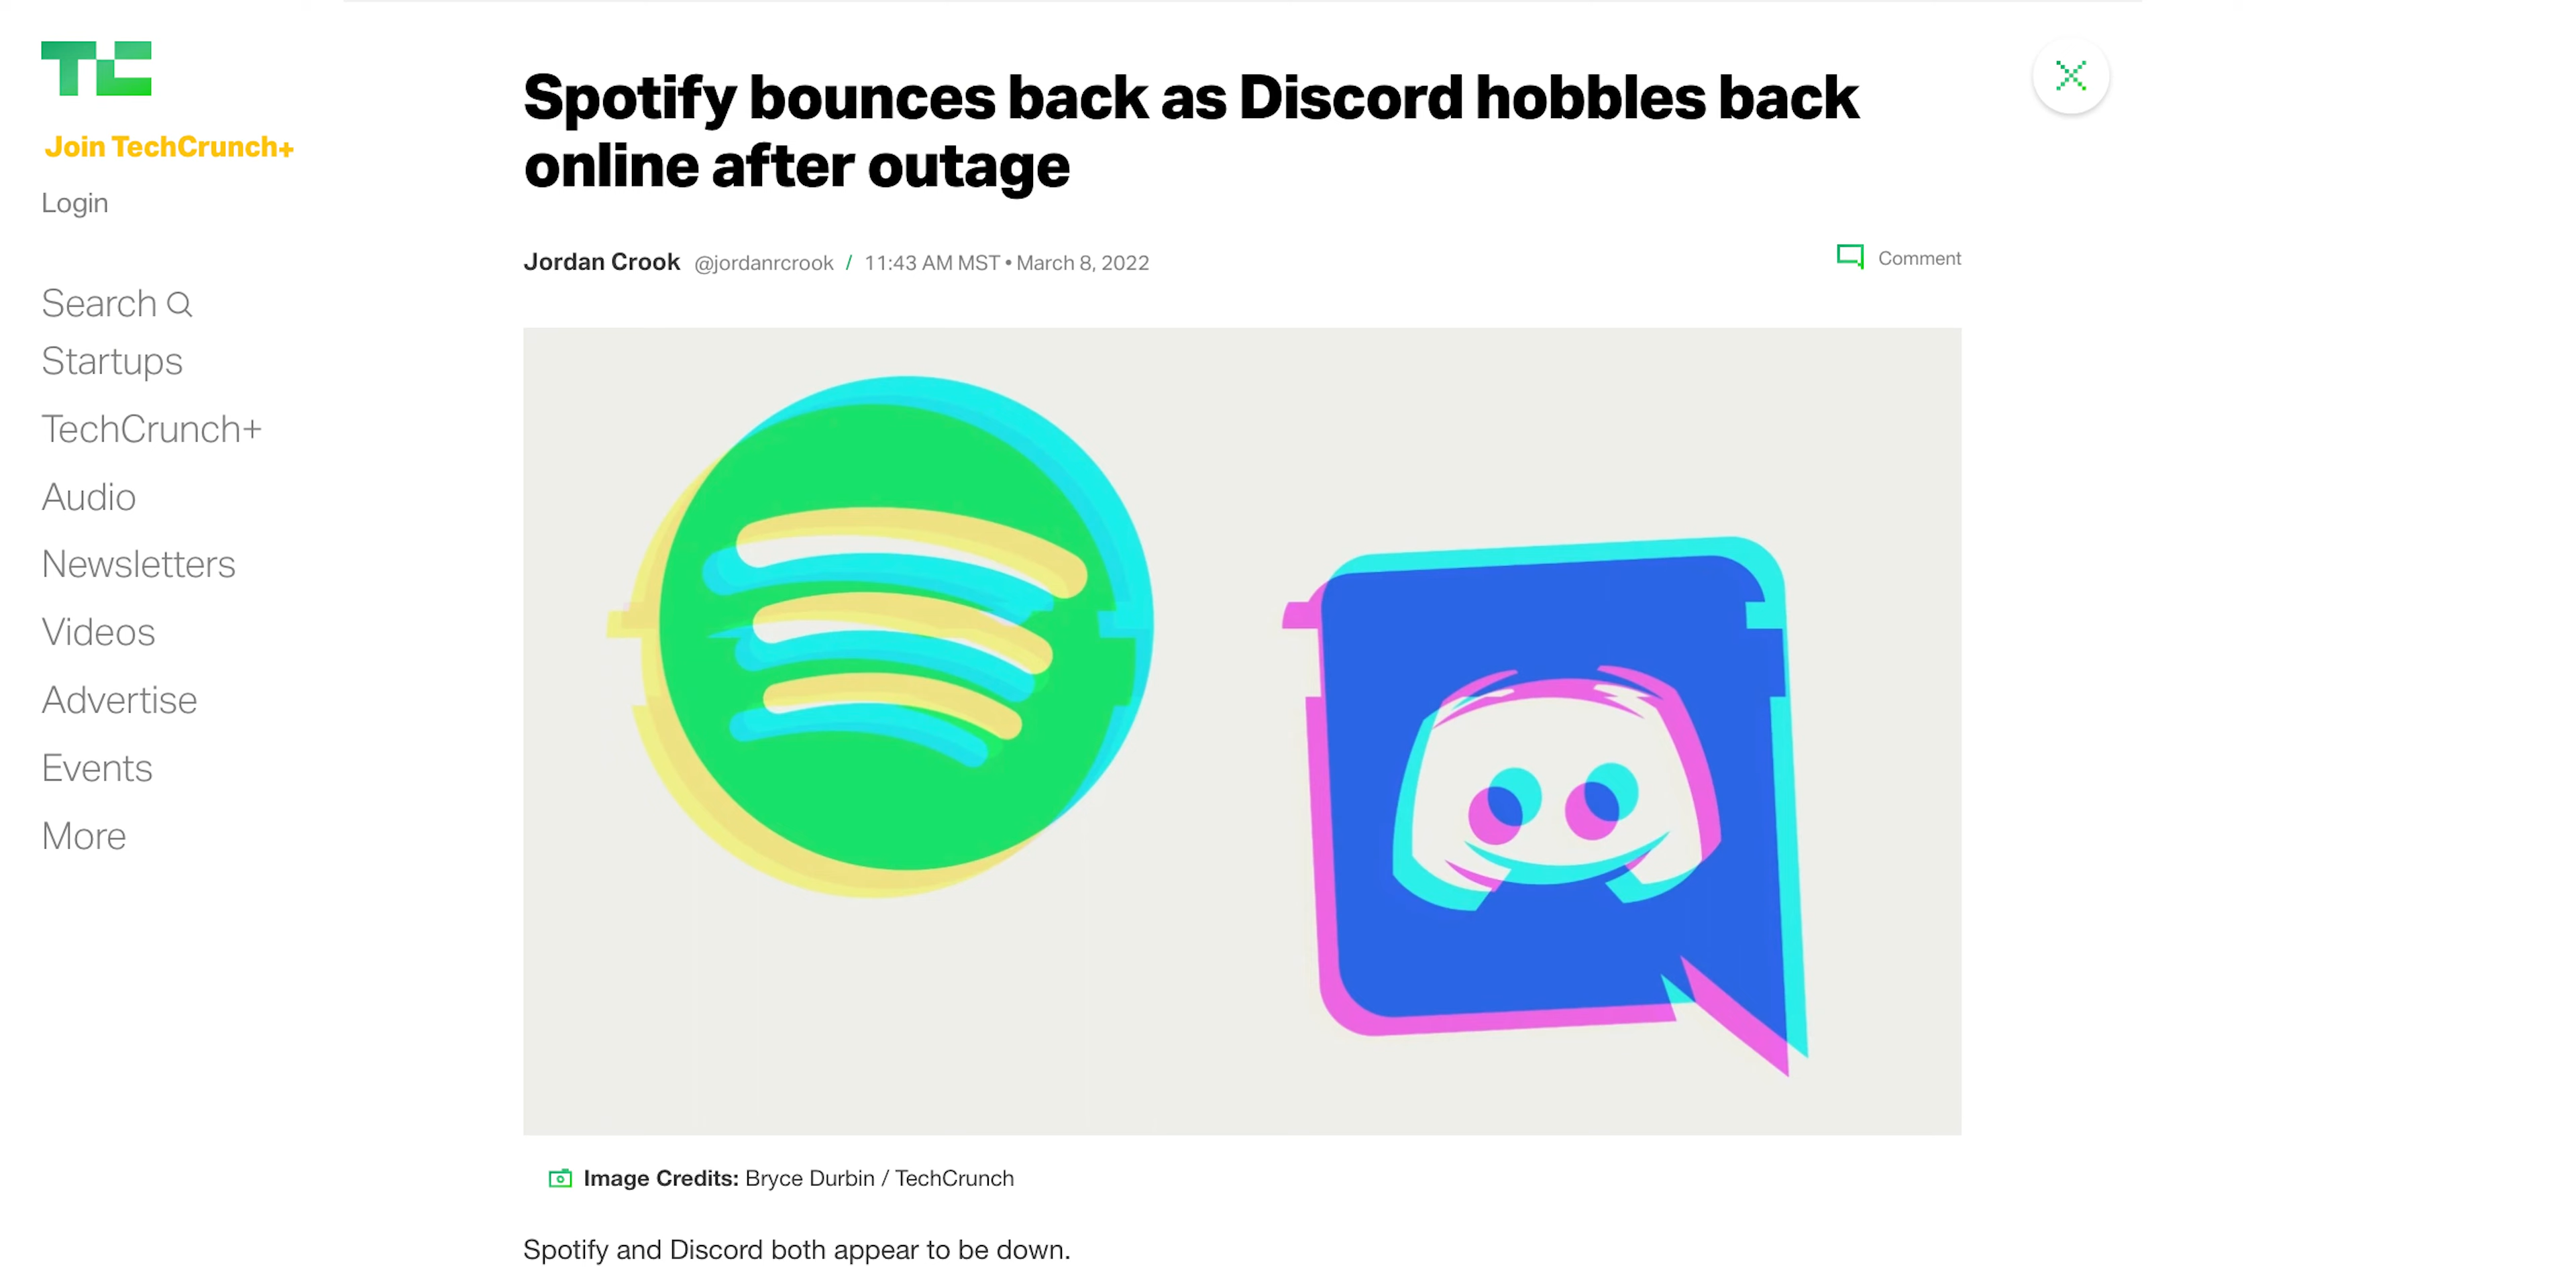 TC
Join TechCrunch+
Login
Search
Startups
TechCrunch+
Audio
Newsletters
Videos
Advertise
Events
More
Spotify bounces back as Discord hobbles back
online after outage
Jordan Crook @jordanrcrook / 11:43 AM MST • March 8, 2022
Comment
Image Credits: Bryce Durbin / TechCrunch
Spotify and Discord both appear to be down.